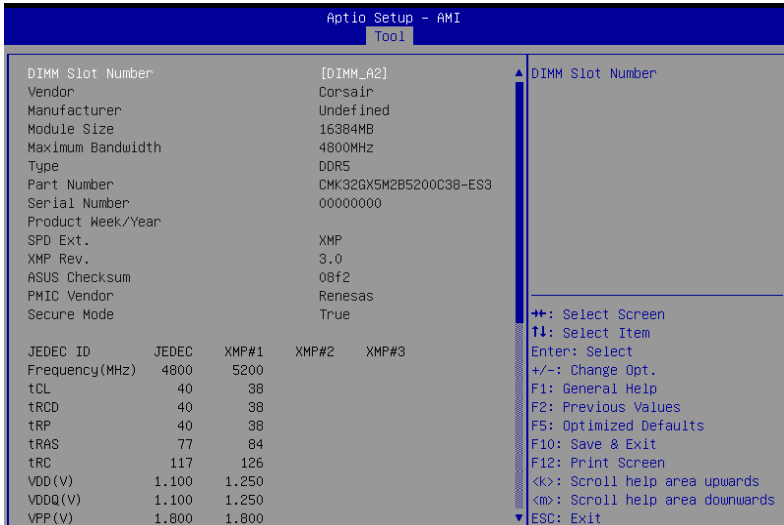 Aptio Setup - AMI
Tool
DIMM Slot Number [DIMM_A2]
Vendor Corsair
Manufacturer Undefined
Module Size 16384MB
Maximum Bandwidth 4800MHz
Type DDR5
Part Number CMK32GX5M2B5200C38-ES3
Serial Number 00000000
Product Week/Year
SPD Ext. XMP
XMP Rev. 3.0
ASUS Checksum 08f2
PMIC Vendor Renesas
Secure Mode True
JEDEC ID JEDEC XMP#1 XMP#2 XMP#3
Frequency(MHz) 4800 5200
tCL 40 38
tRCD 40 38
tRP 40 38
tRAS 77 84
tRC 117 126
VDD(V) 1.100 1.250
VDDQ(V) 1.100 1.250
VPP(V) 1.800 1.800
DIMM Slot Number
→←: Select Screen
↑↓: Select Item
Enter: Select
+/-: Change Opt.
F1: General Help
F2: Previous Values
F5: Optimized Defaults
F10: Save & Exit
F12: Print Screen
<k>: Scroll help area upwards
<m>: Scroll help area downwards
ESC: Exit